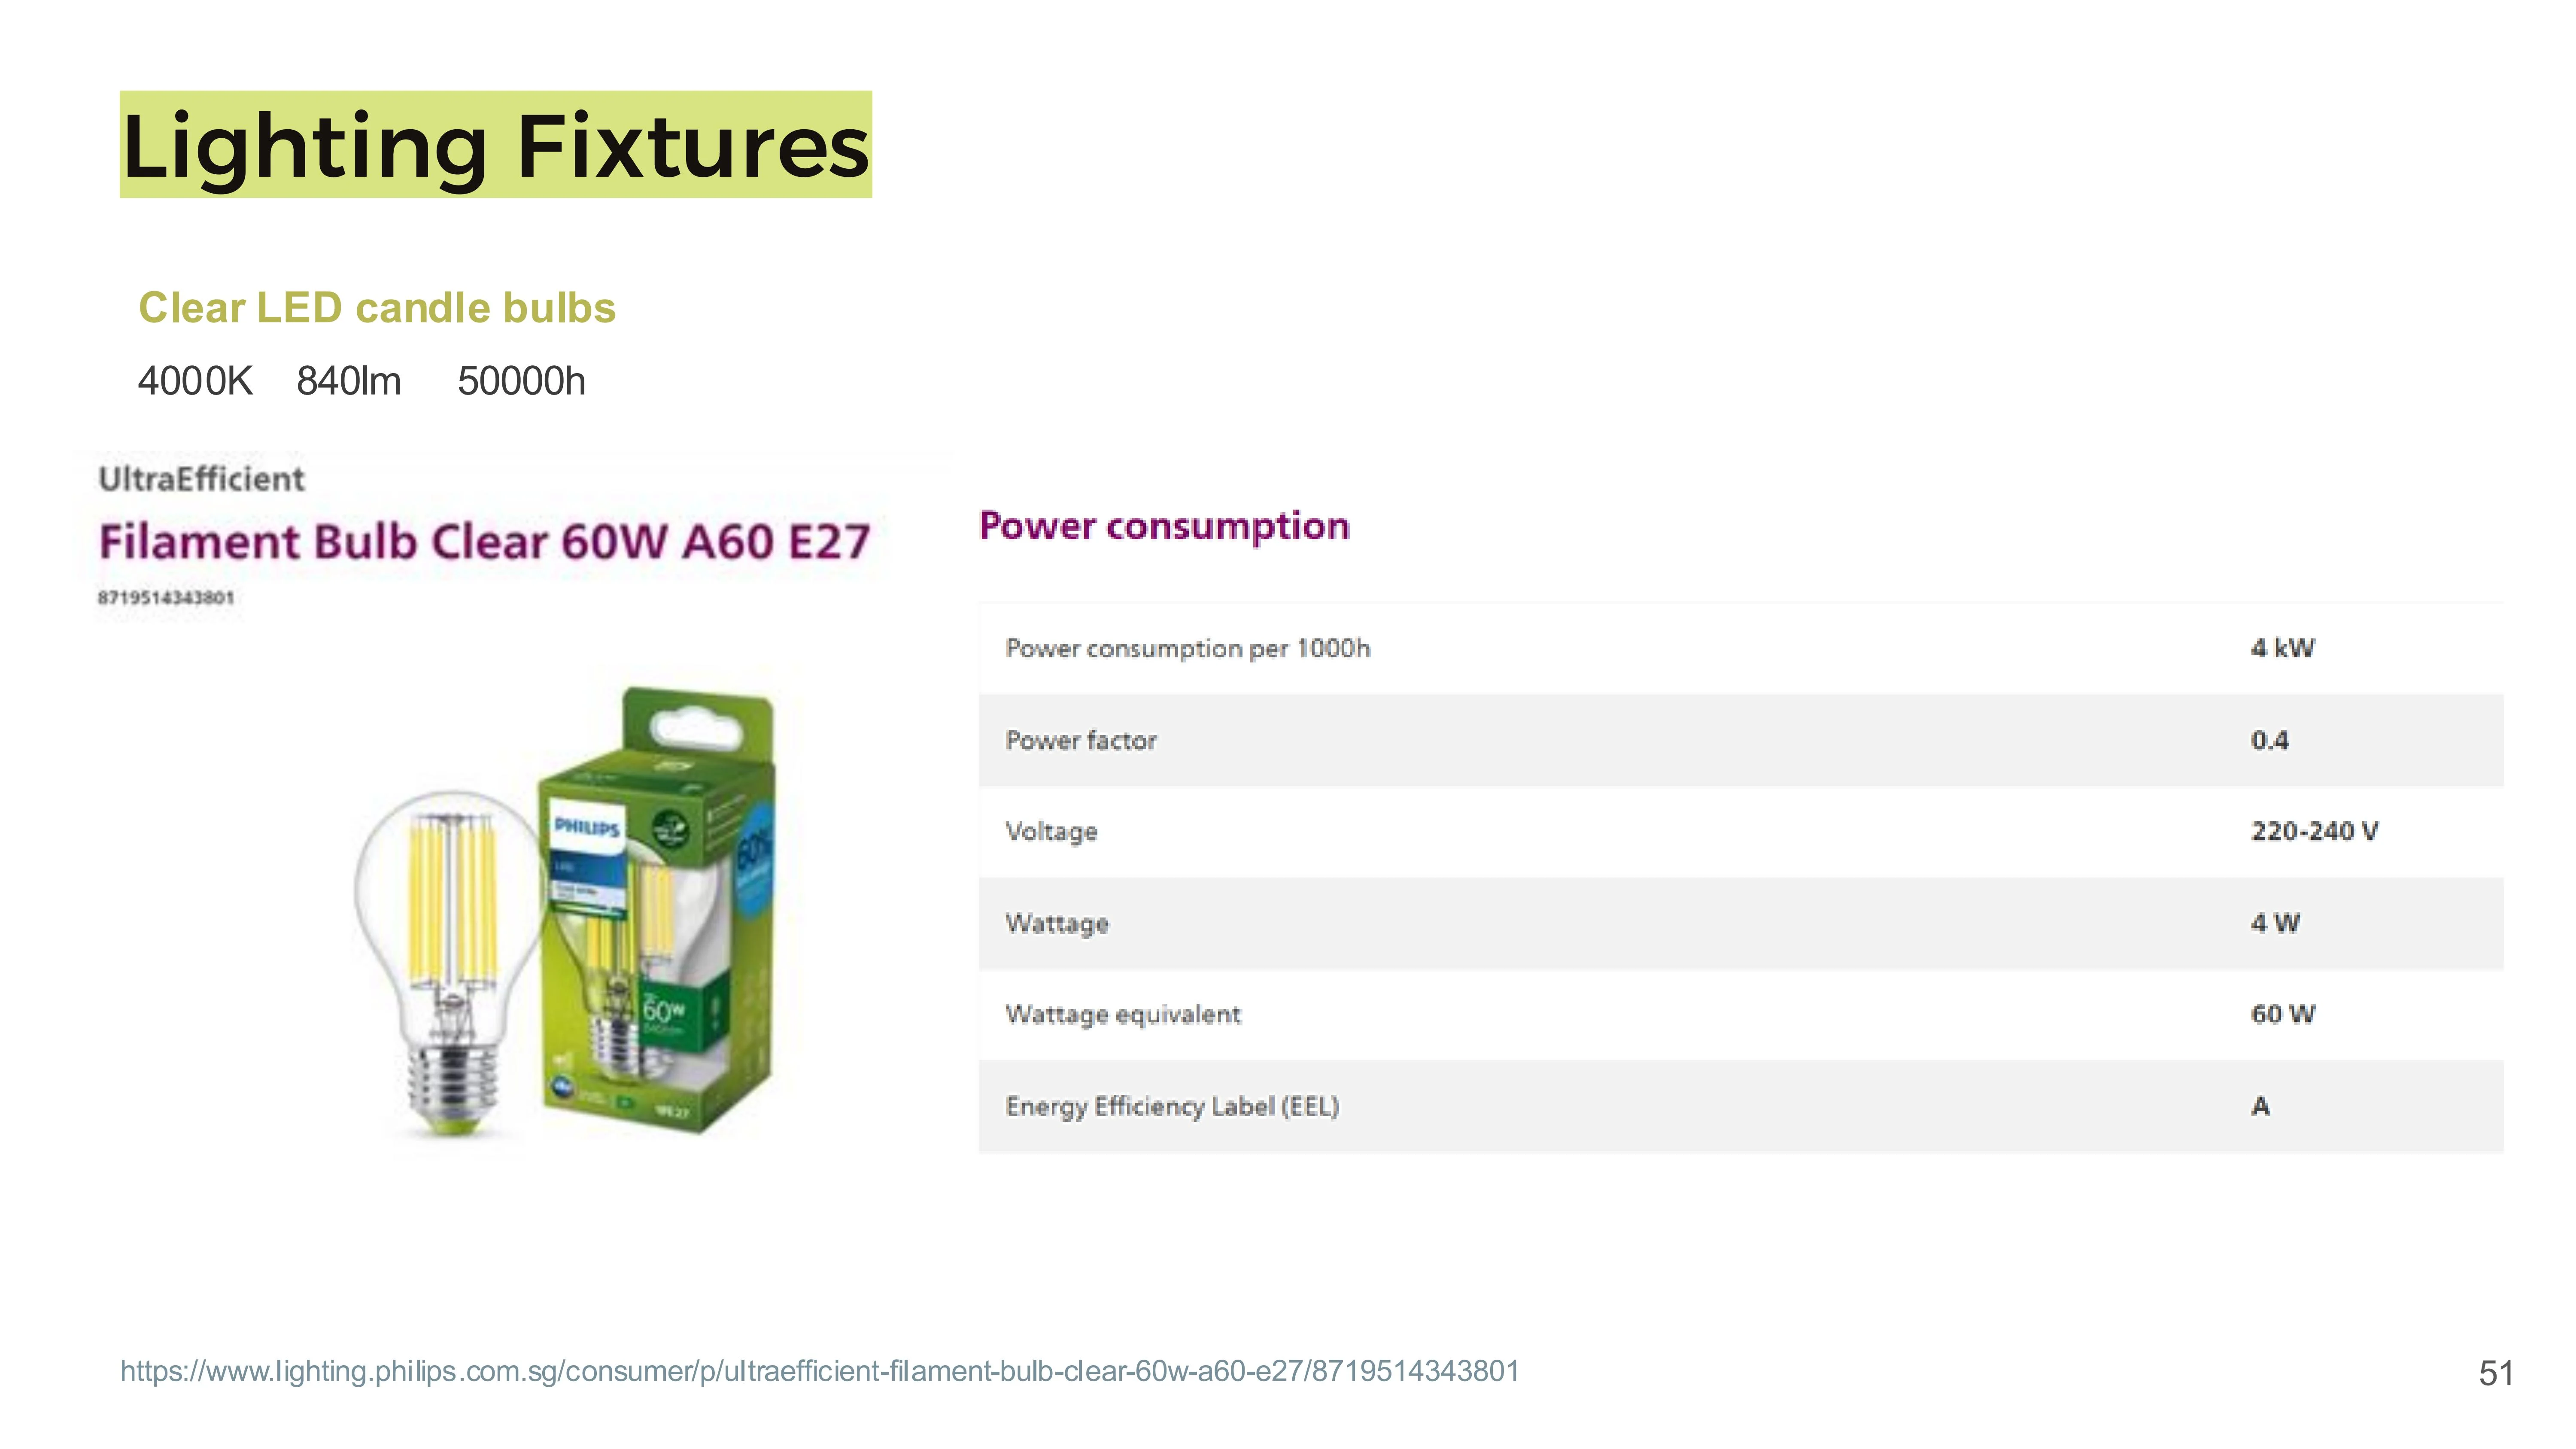 Lighting Fixtures
Clear LED candle bulbs
4000K 840lm 50000h
UltraEfficient
Filament Bulb Clear 60W A60 E27
8719514343801
PHILIPS
LED
60W
Power consumption
Power consumption per 1000h 4 kW
Power factor 0.4
Voltage 220-240 V
Wattage 4 W
Wattage equivalent 60 W
Energy Efficiency Label (EEL) A
https://www.lighting.philips.com.sg/consumer/p/ultraefficient-filament-bulb-clear-60w-a60-e27/8719514343801
51